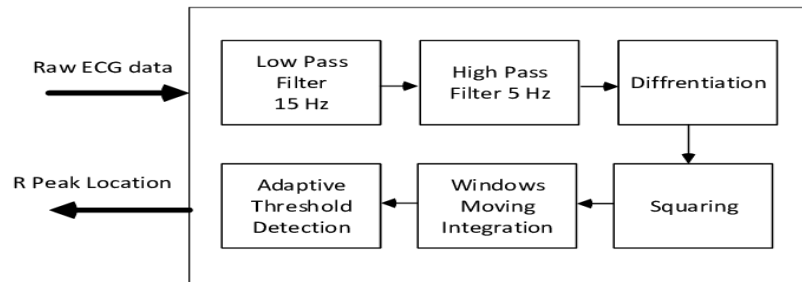 Raw ECG data
Low Pass
Filter
15 Hz
High Pass
Filter 5 Hz
Diffrentiation
R Peak Location
Adaptive
Threshold
Detection
Windows
Moving
Integration
Squaring